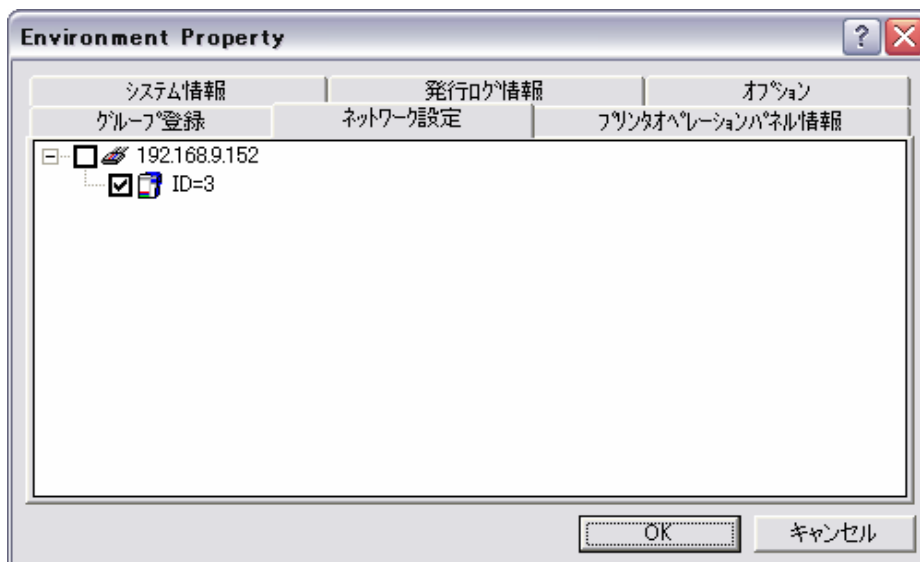 Environment Property
システム情報 発行ログ情報 オプション
グループ登録 ネットワーク設定 プリンタオペレーションパネル情報
192.168.9.152
ID=3
OK キャンセル